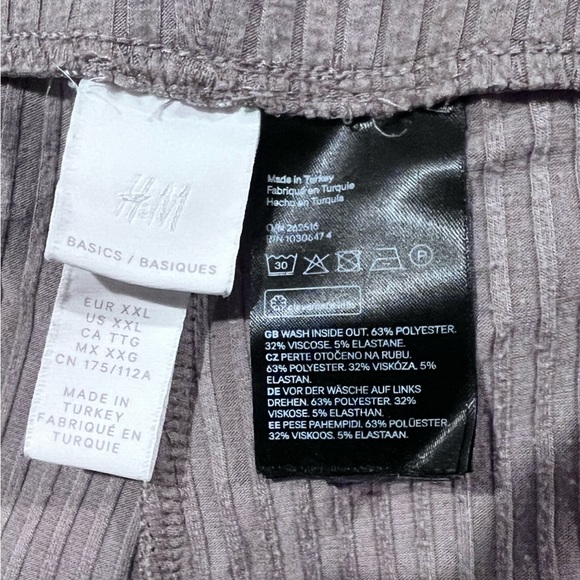 H&M
BASICS / BASIQUES
EUR XXL
US XXL
CA TTG
MX XXG
CN 175/112A
MADE IN
TURKEY
FABRIQUÉ EN
TURQUIE
Made in Turkey
Fabriqué en Turquie
Hecho en Turquía
O/N 262616
30
P
GB WASH INSIDE OUT. 63% POLYESTER.
32% VISCOSE. 5% ELASTANE.
CZ PERTE OTOČENO NA RUBU.
63% POLYESTER. 32% VISKÓZA. 5%
ELASTAN.
DE VOR DER WÄSCHE AUF LINKS
DREHEN. 63% POLYESTER. 32%
VISKOSE. 5% ELASTHAN.
EE PESE PAHEMPIDI. 63% POLÜESTER.
32% VISKOOS. 5% ELASTAAN.